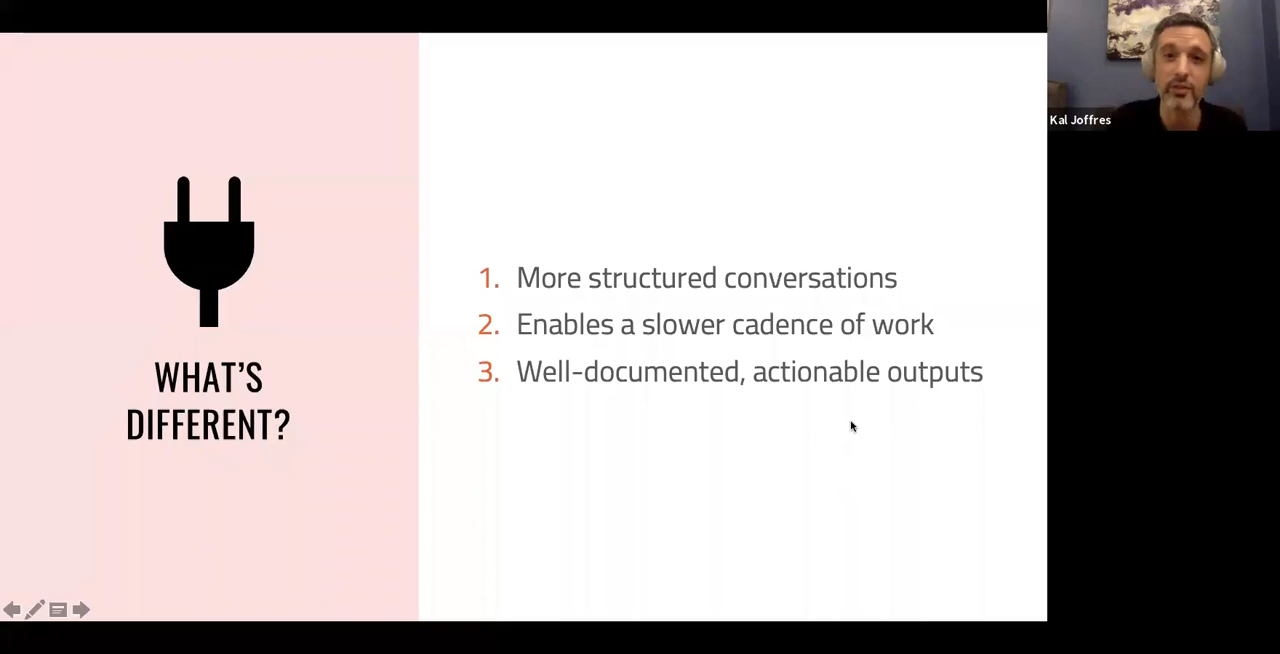 WHAT'S
DIFFERENT?
1. More structured conversations
2. Enables a slower cadence of work
3. Well-documented, actionable outputs
Kal Joffres